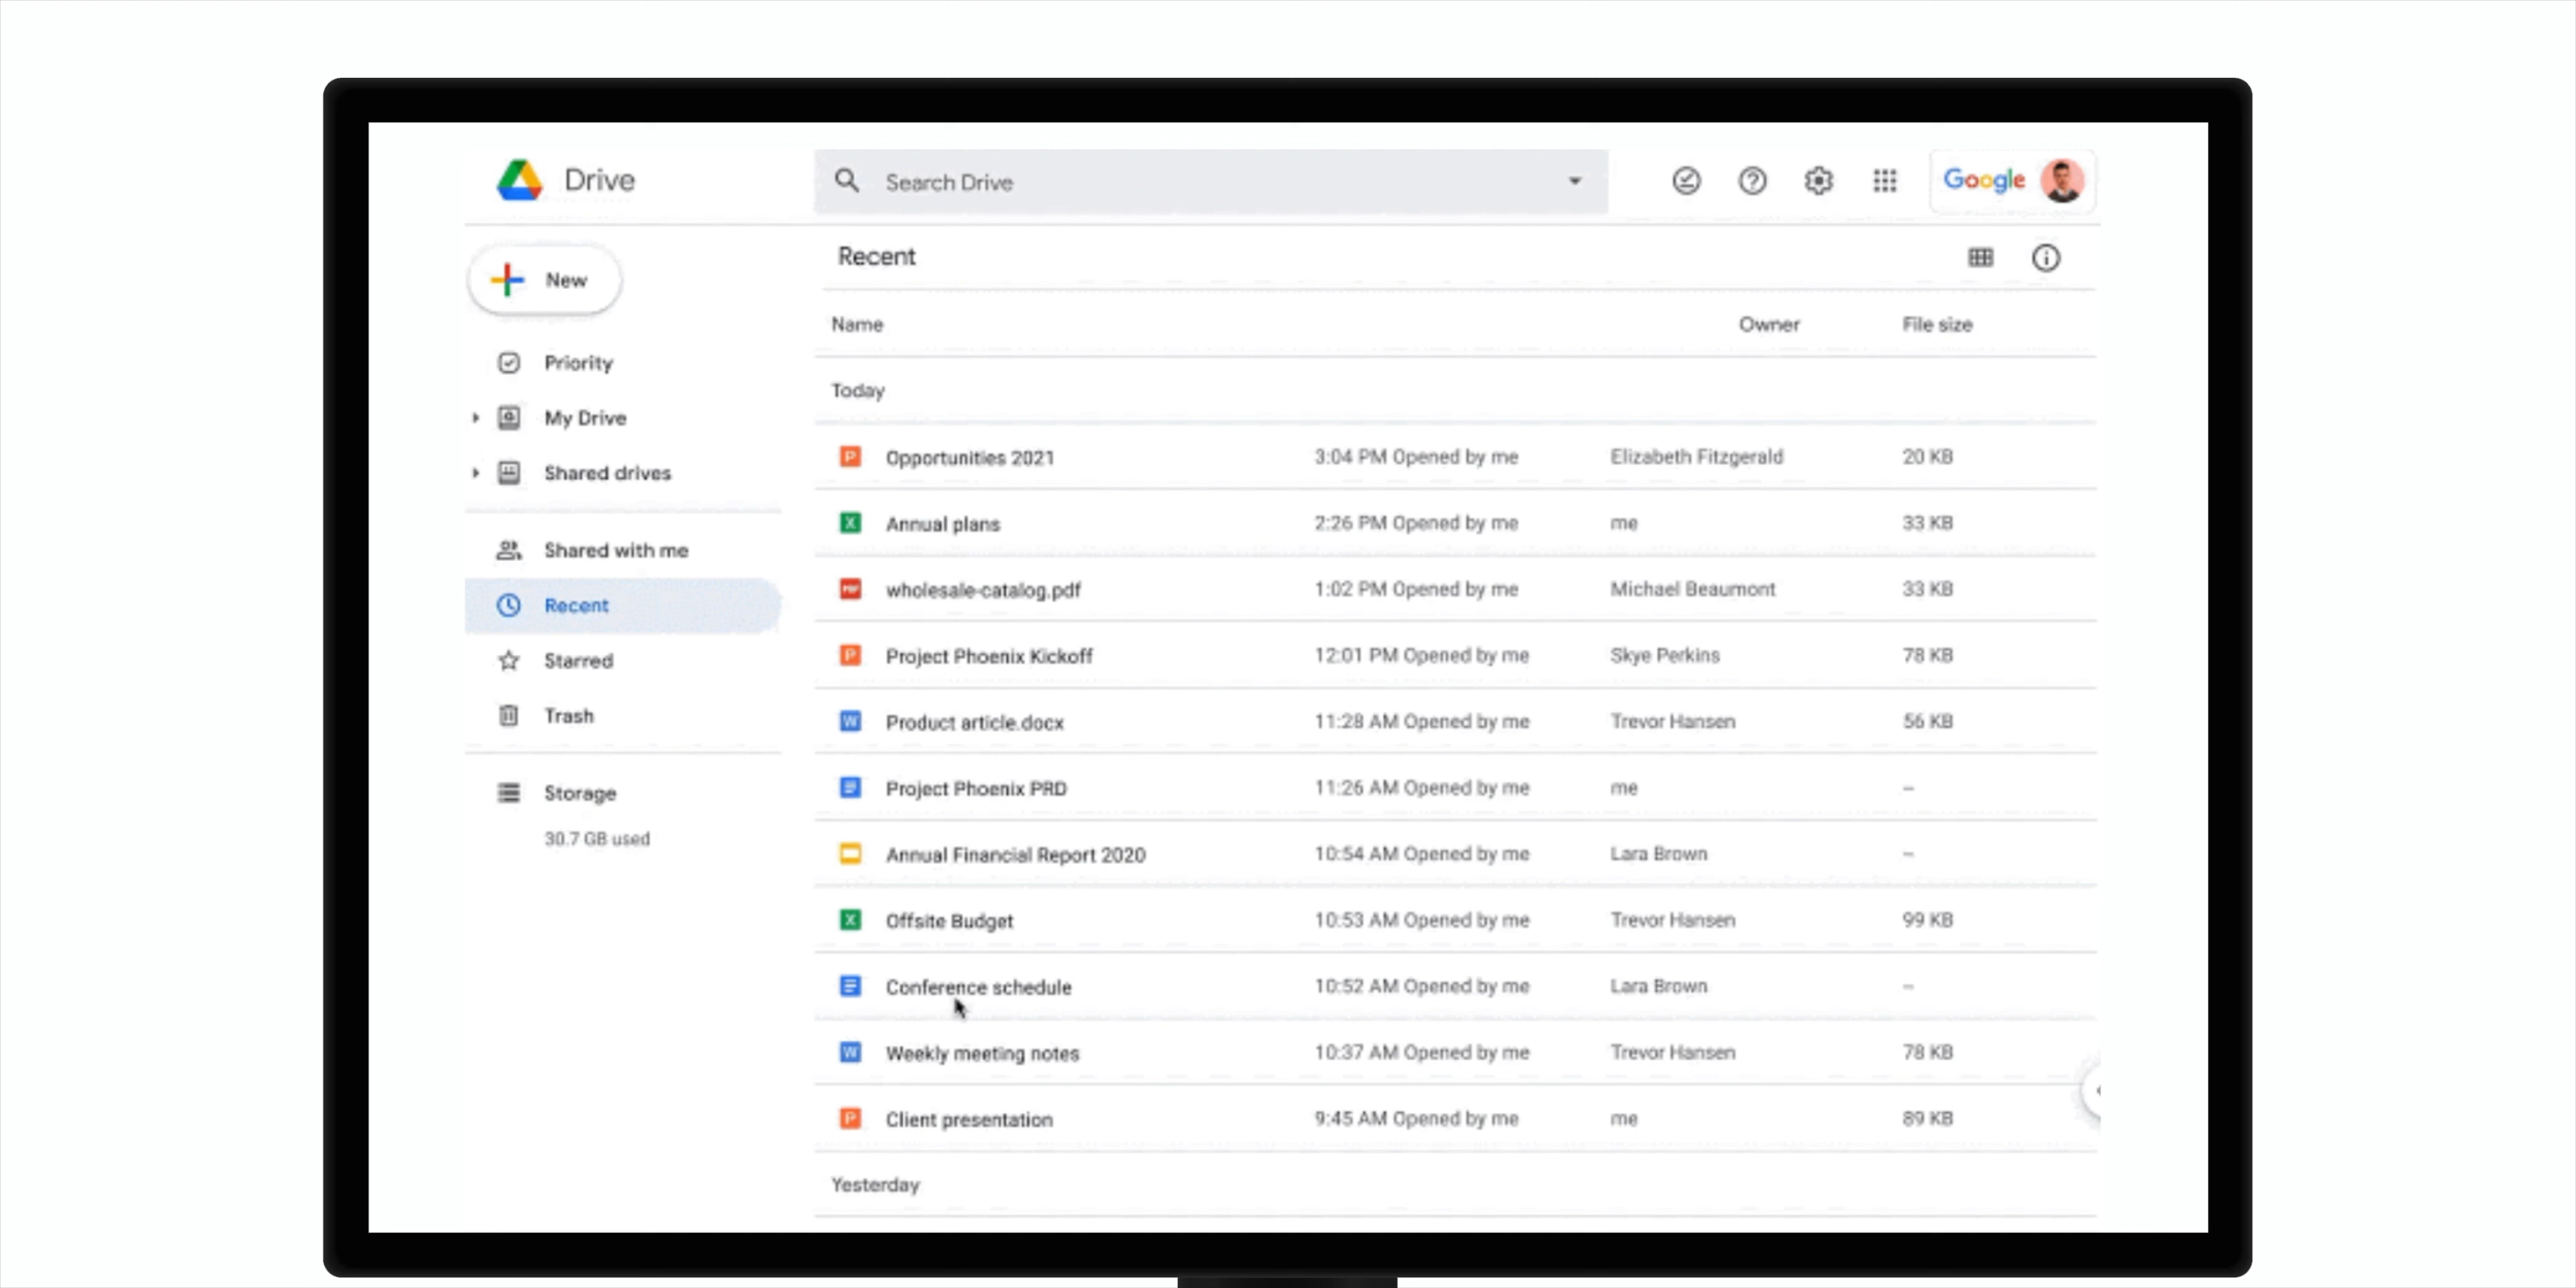 Drive
Search Drive
Google
New
Recent
Name Owner File size
Priority
Today
My Drive
Shared drives
Shared with me
Recent
Starred
Trash
Storage
30.7 GB used
P Opportunities 2021 3:04 PM Opened by me Elizabeth Fitzgerald 20 KB
X Annual plans 2:26 PM Opened by me me 33 KB
PDF wholesale-catalog.pdf 1:02 PM Opened by me Michael Beaumont 33 KB
P Project Phoenix Kickoff 12:01 PM Opened by me Skye Perkins 78 KB
W Product article.docx 11:28 AM Opened by me Trevor Hansen 56 KB
Project Phoenix PRD 11:26 AM Opened by me me –
Annual Financial Report 2020 10:54 AM Opened by me Lara Brown –
X Offsite Budget 10:53 AM Opened by me Trevor Hansen 99 KB
Conference schedule 10:52 AM Opened by me Lara Brown –
W Weekly meeting notes 10:37 AM Opened by me Trevor Hansen 78 KB
P Client presentation 9:45 AM Opened by me me 89 KB
Yesterday